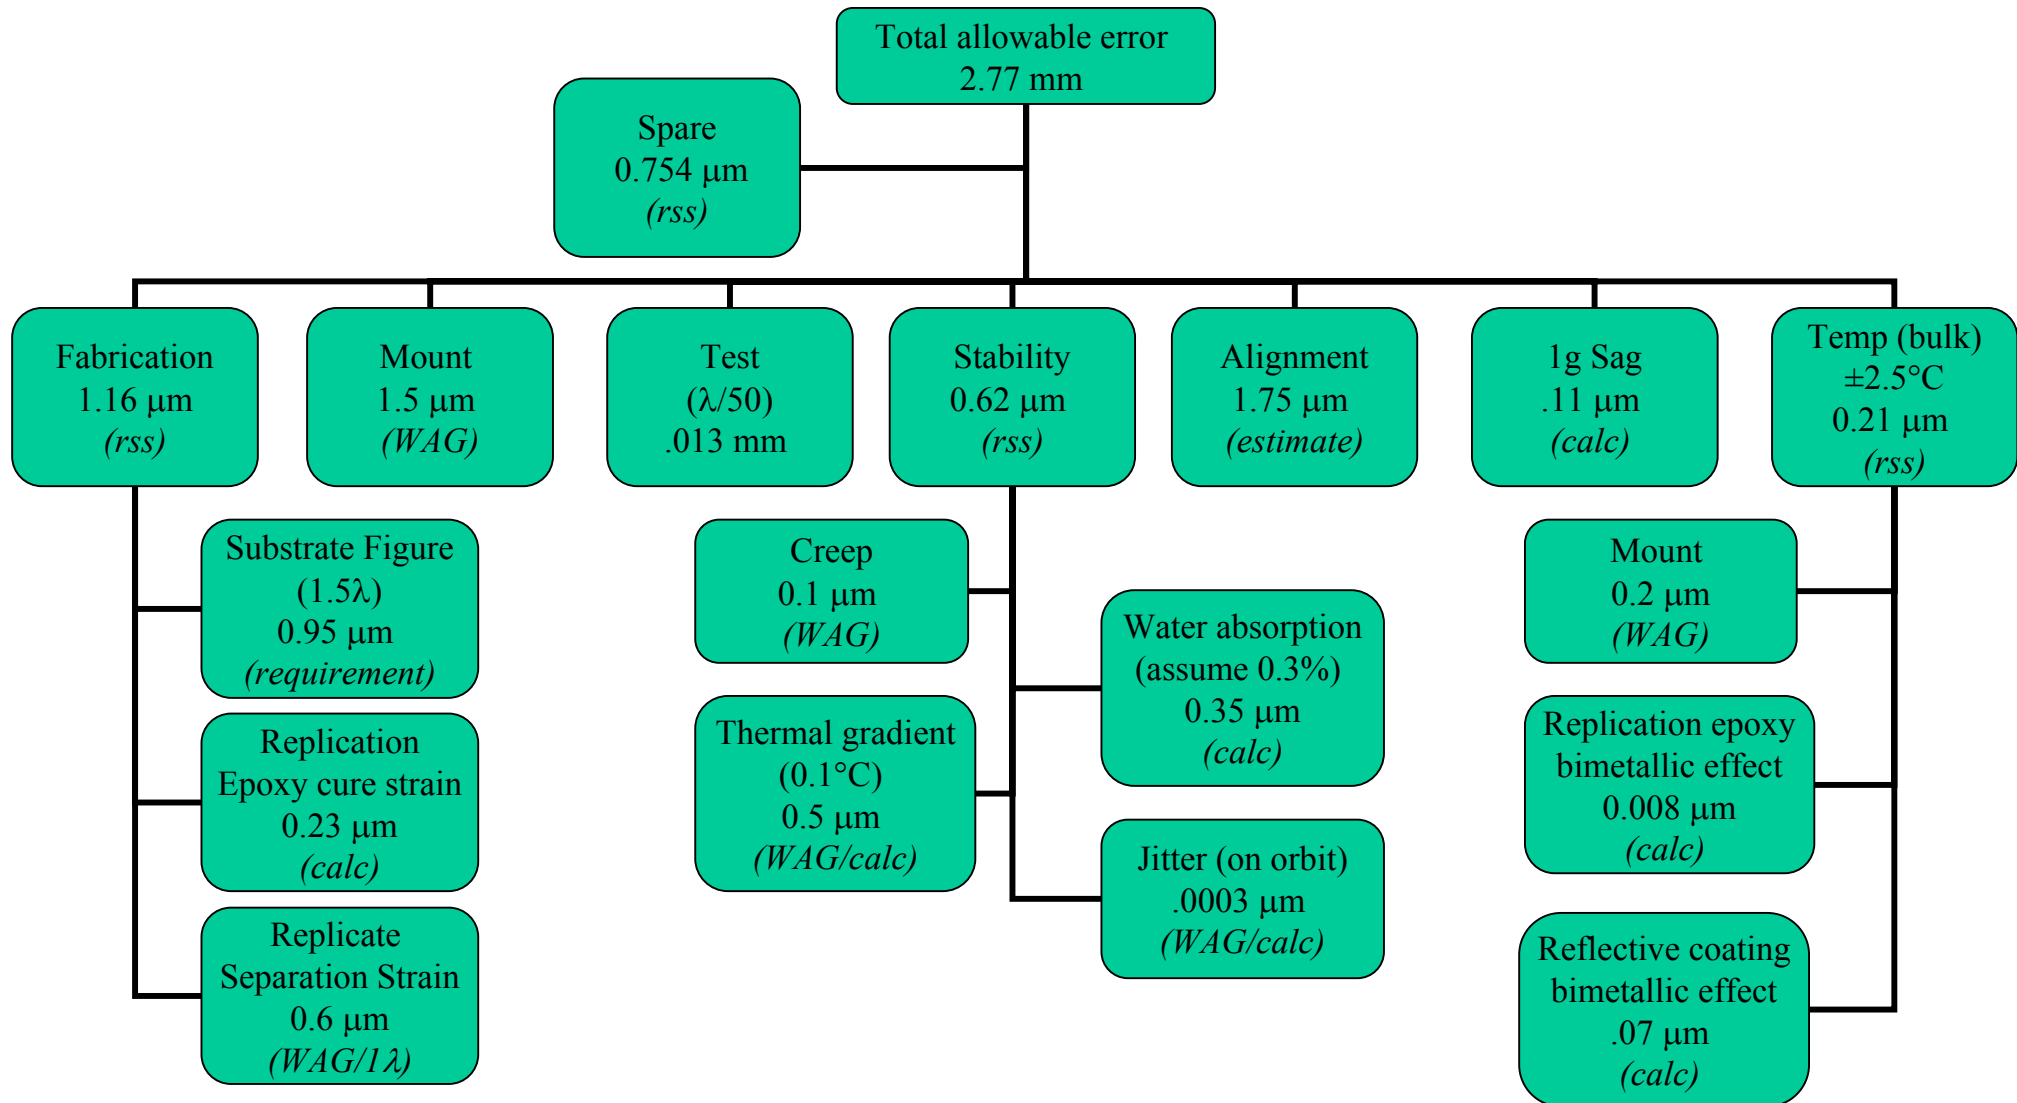 Total allowable error
2.77 mm
Spare
0.754 μm
(rss)
Fabrication
1.16 μm
(rss)
Mount
1.5 μm
(WAG)
Test
(λ/50)
.013 mm
Stability
0.62 μm
(rss)
Alignment
1.75 μm
(estimate)
1g Sag
.11 μm
(calc)
Temp (bulk)
±2.5°C
0.21 μm
(rss)
Substrate Figure
(1.5λ)
0.95 μm
(requirement)
Replication
Epoxy cure strain
0.23 μm
(calc)
Replicate
Separation Strain
0.6 μm
(WAG/1λ)
Creep
0.1 μm
(WAG)
Thermal gradient
(0.1°C)
0.5 μm
(WAG/calc)
Water absorption
(assume 0.3%)
0.35 μm
(calc)
Jitter (on orbit)
.0003 μm
(WAG/calc)
Mount
0.2 μm
(WAG)
Replication epoxy
bimetallic effect
0.008 μm
(calc)
Reflective coating
bimetallic effect
.07 μm
(calc)